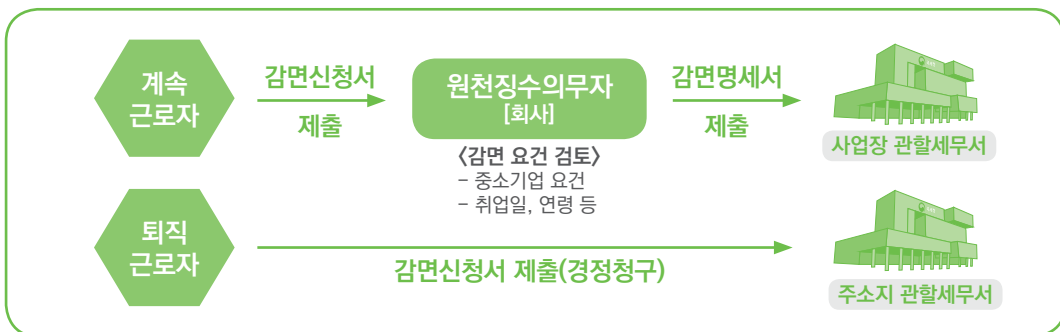 계속
근로자
감면신청서
제출
원천징수의무자
[회사]
<감면 요건 검토>
- 중소기업 요건
- 취업일, 연령 등
감면명세서
제출
사업장 관할세무서
퇴직
근로자
감면신청서 제출(경정청구)
주소지 관할세무서